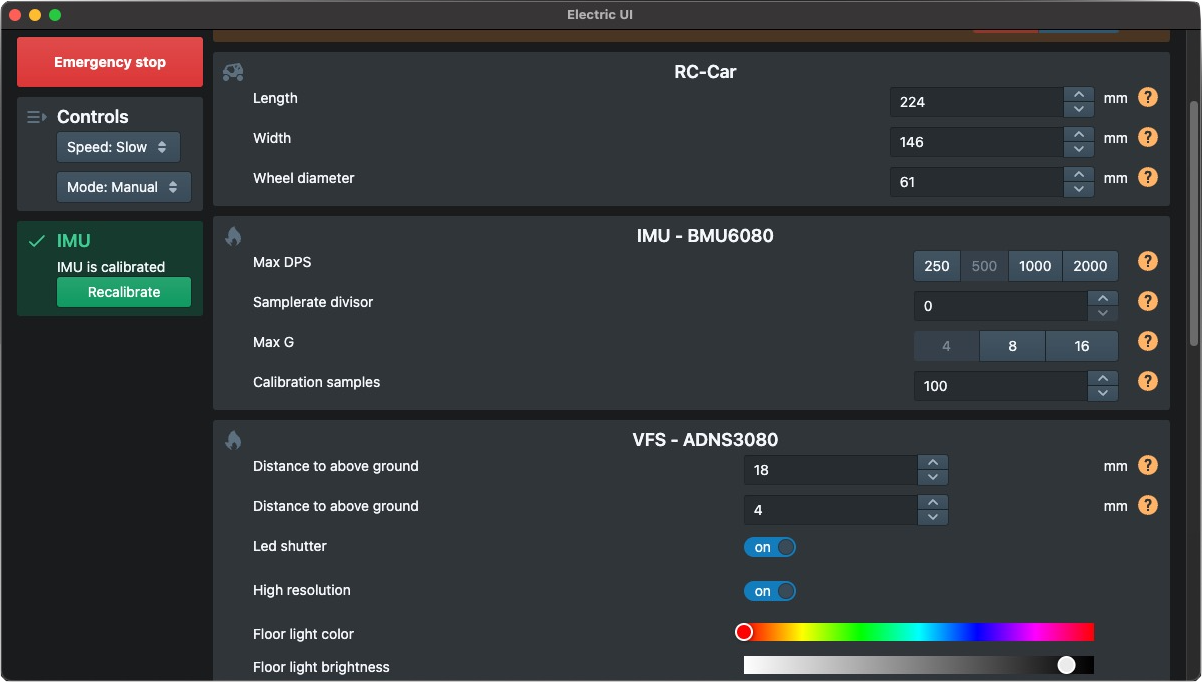 Electric UI
Emergency stop
Controls
Speed: Slow
Mode: Manual
IMU
IMU is calibrated
Recalibrate
RC-Car
Length 224 mm ?
Width 146 mm ?
Wheel diameter 61 mm ?
IMU - BMU6080
Max DPS 250 500 1000 2000 ?
Samplerate divisor 0 ?
Max G 4 8 16 ?
Calibration samples 100 ?
VFS - ADNS3080
Distance to above ground 18 mm ?
Distance to above ground 4 mm ?
Led shutter on
High resolution on
Floor light color
Floor light brightness